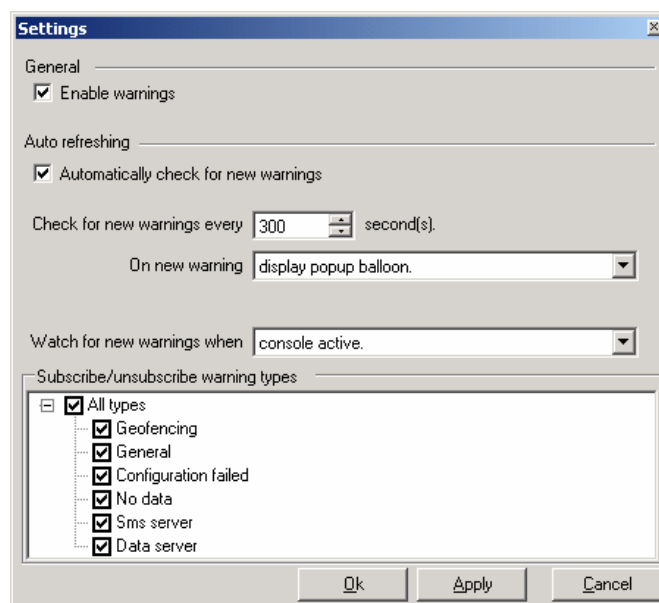 Settings
General
Enable warnings
Auto refreshing
Automatically check for new warnings
Check for new warnings every 300 second(s).
On new warning display popup balloon.
Watch for new warnings when console active.
Subscribe/unsubscribe warning types
All types
Geofencing
General
Configuration failed
No data
Sms server
Data server
Ok Apply Cancel